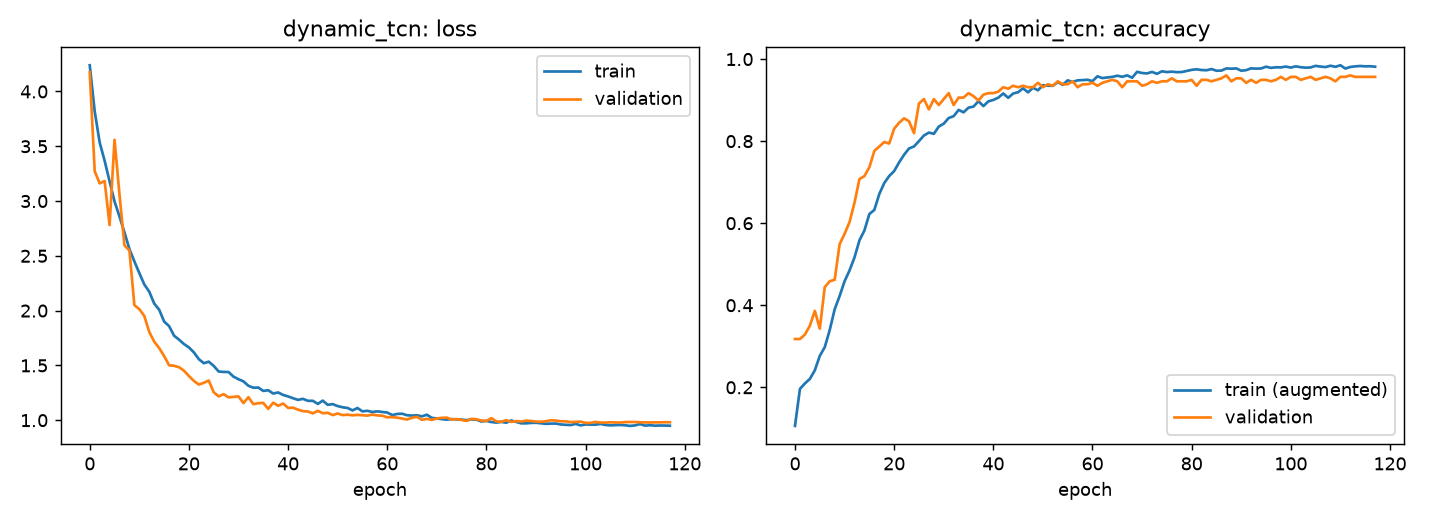 dynamic_tcn: loss
4.0
3.5
3.0
2.5
2.0
1.5
1.0
0 20 40 60 80 100 120
epoch
train
validation
dynamic_tcn: accuracy
1.0
0.8
0.6
0.4
0.2
0 20 40 60 80 100 120
epoch
train (augmented)
validation